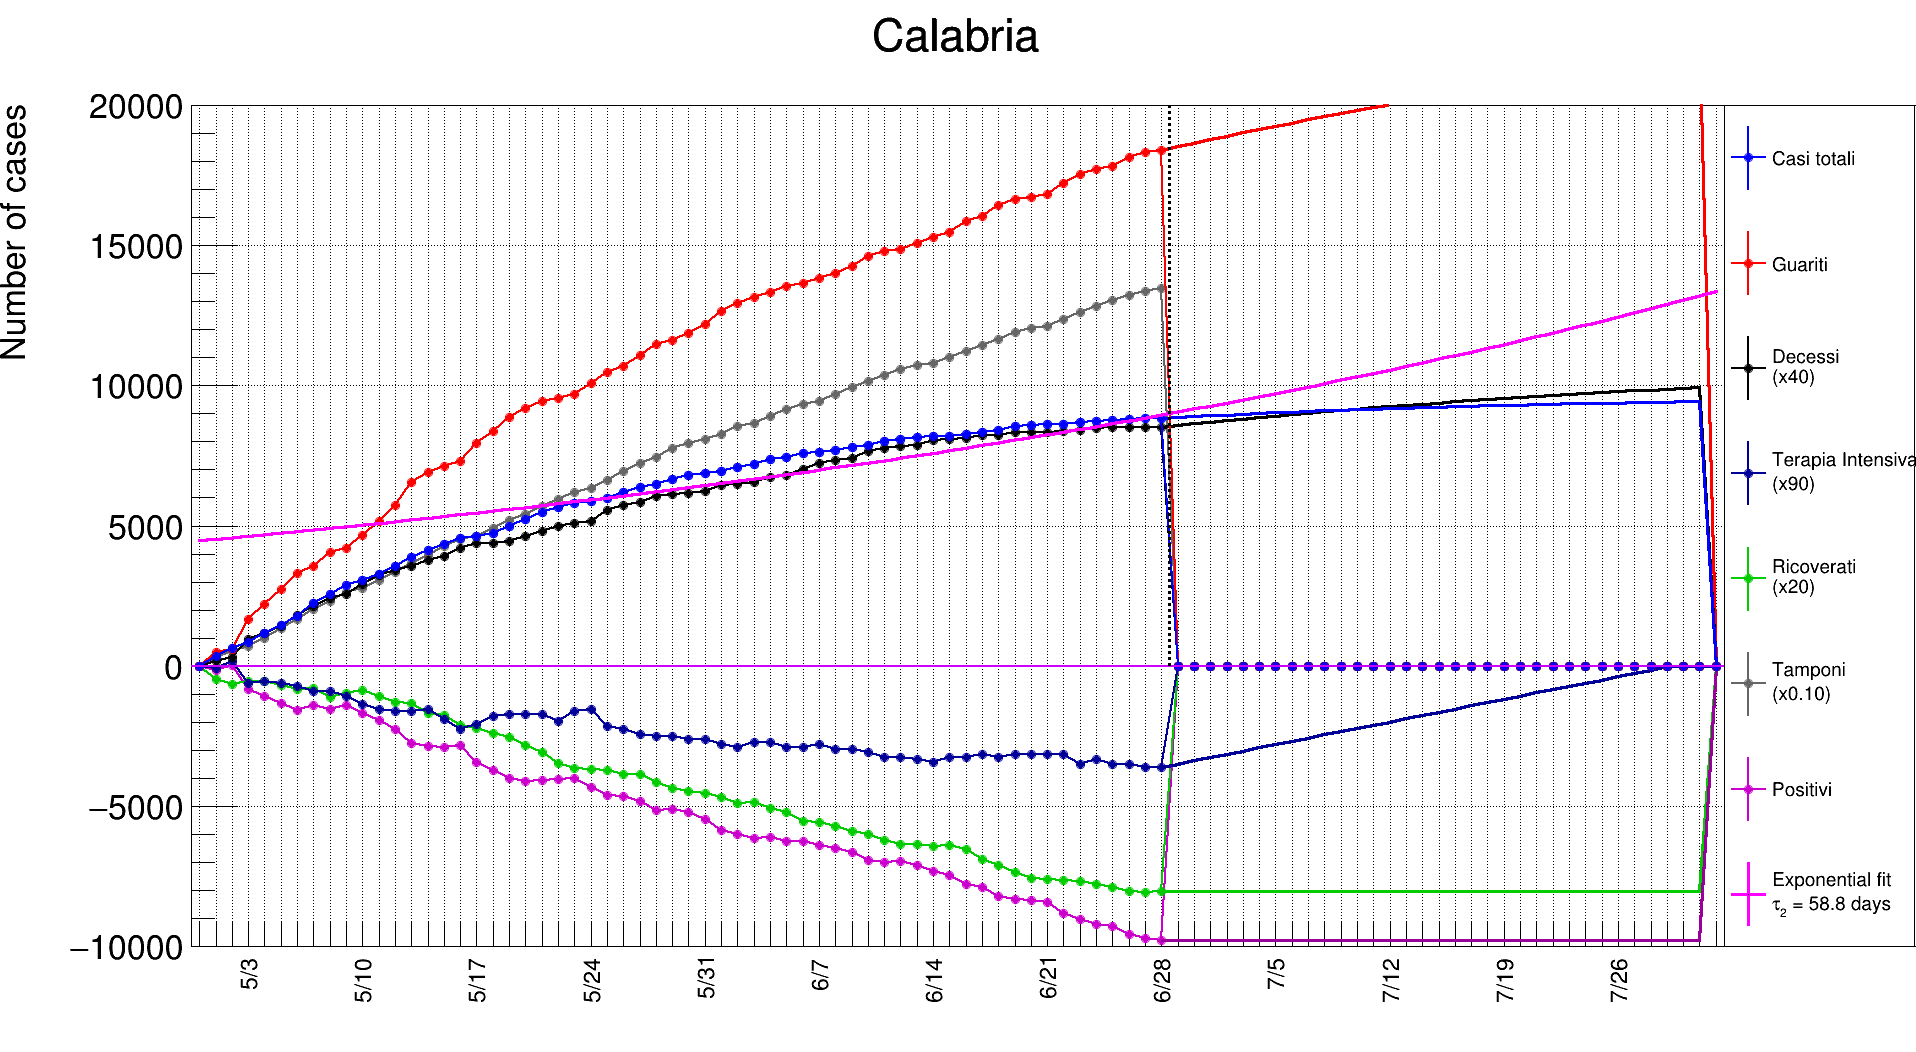 Calabria
Number of cases
20000
15000
10000
5000
0
−5000
−10000
5/3
5/10
5/17
5/24
5/31
6/7
6/14
6/21
6/28
7/5
7/12
7/19
7/26
Casi totali
Guariti
Decessi
(x40)
Terapia Intensiva
(x90)
Ricoverati
(x20)
Tamponi
(x0.10)
Positivi
Exponential fit
τ2 = 58.8 days